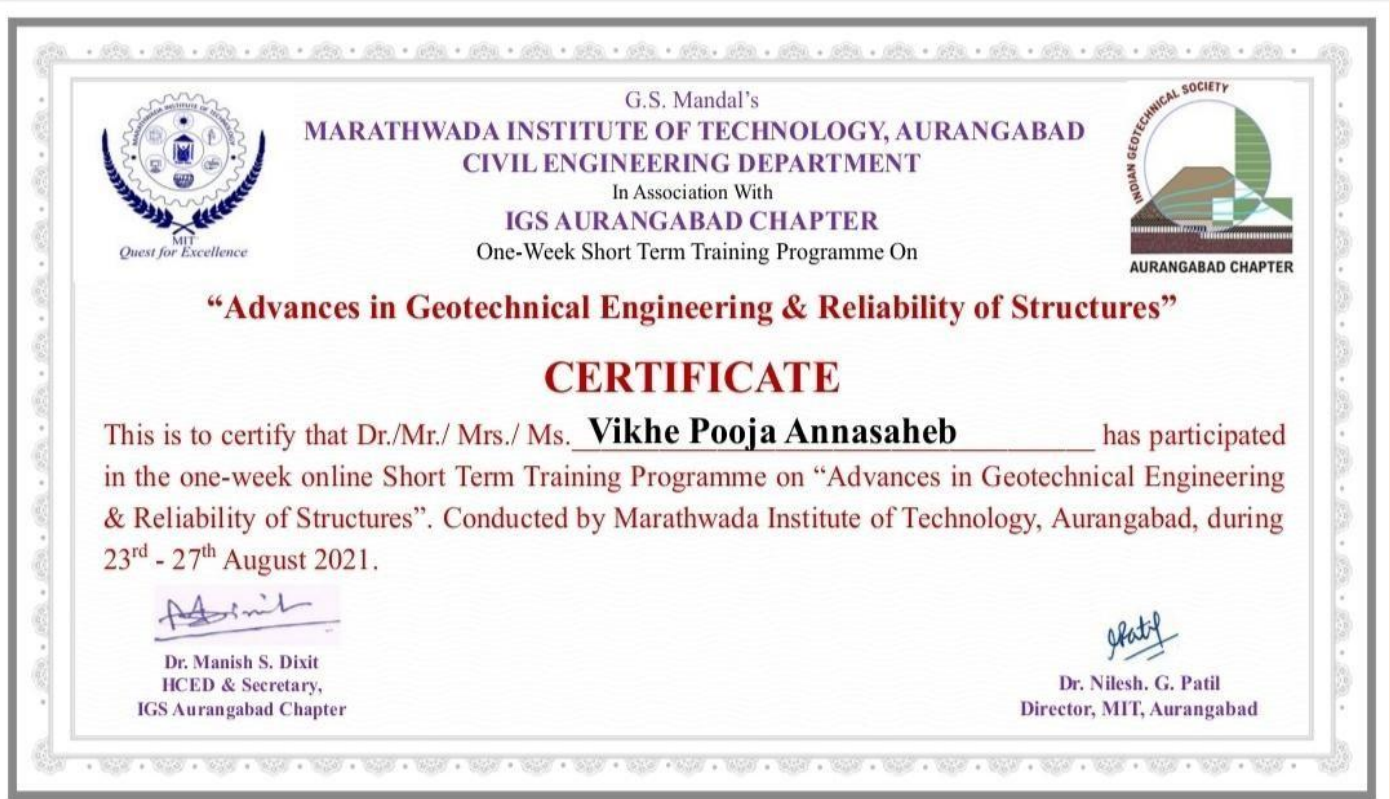 G.S. Mandal's
MARATHWADA INSTITUTE OF TECHNOLOGY, AURANGABAD
CIVIL ENGINEERING DEPARTMENT
In Association With
IGS AURANGABAD CHAPTER
One-Week Short Term Training Programme On
MARATHWADA INSTITUTE OF TECHNOLOGY
MIT
Quest for Excellence
INDIAN GEOTECHNICAL SOCIETY
AURANGABAD CHAPTER
“Advances in Geotechnical Engineering & Reliability of Structures”
CERTIFICATE
This is to certify that Dr./Mr./ Mrs./ Ms. Vikhe Pooja Annasaheb has participated
in the one-week online Short Term Training Programme on “Advances in Geotechnical Engineering
& Reliability of Structures”. Conducted by Marathwada Institute of Technology, Aurangabad, during
23rd - 27th August 2021.
Dr. Manish S. Dixit
HCED & Secretary,
IGS Aurangabad Chapter
Dr. Nilesh. G. Patil
Director, MIT, Aurangabad